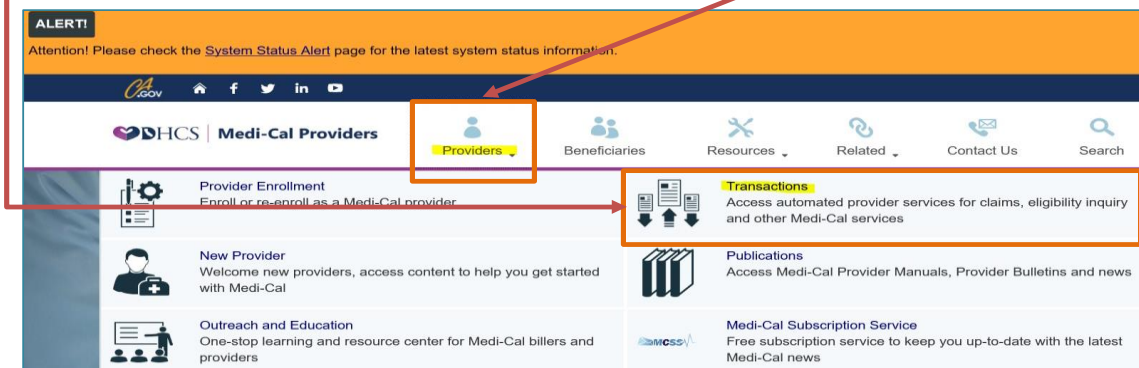 ALERT!
Attention! Please check the System Status Alert page for the latest system status information.
CA.GOV
DHCS | Medi-Cal Providers
Providers
Beneficiaries
Resources
Related
Contact Us
Search
Provider Enrollment
Enroll or re-enroll as a Medi-Cal provider
Transactions
Access automated provider services for claims, eligibility inquiry
and other Medi-Cal services
New Provider
Welcome new providers, access content to help you get started
with Medi-Cal
Publications
Access Medi-Cal Provider Manuals, Provider Bulletins and news
Outreach and Education
One-stop learning and resource center for Medi-Cal billers and
providers
MCSS
Medi-Cal Subscription Service
Free subscription service to keep you up-to-date with the latest
Medi-Cal news